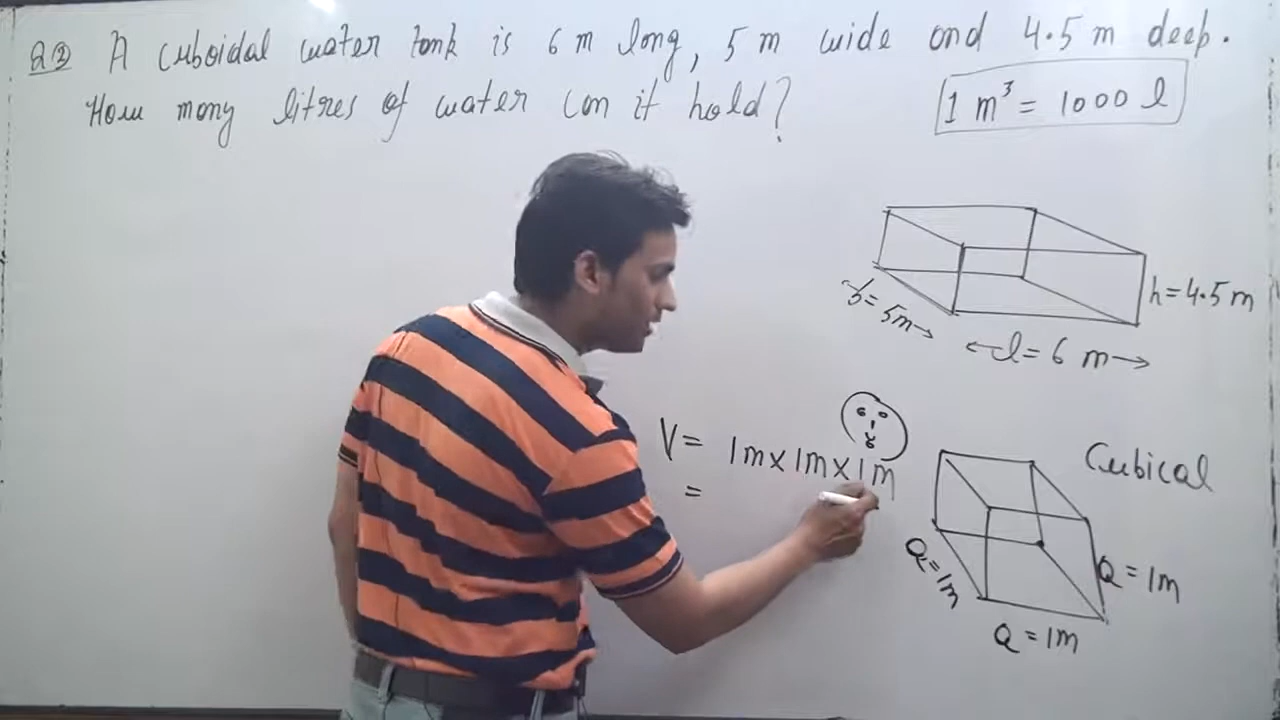 Q2) A cuboidal water tank is 6 m long, 5 m wide and 4.5 m deep.
How many litres of water can it hold?
1 m³ = 1000 l
h = 4.5 m
b = 5m
l = 6 m
V = 1m x 1m x 1m
=
Cubical
a = 1m
a = 1m
a = 1m